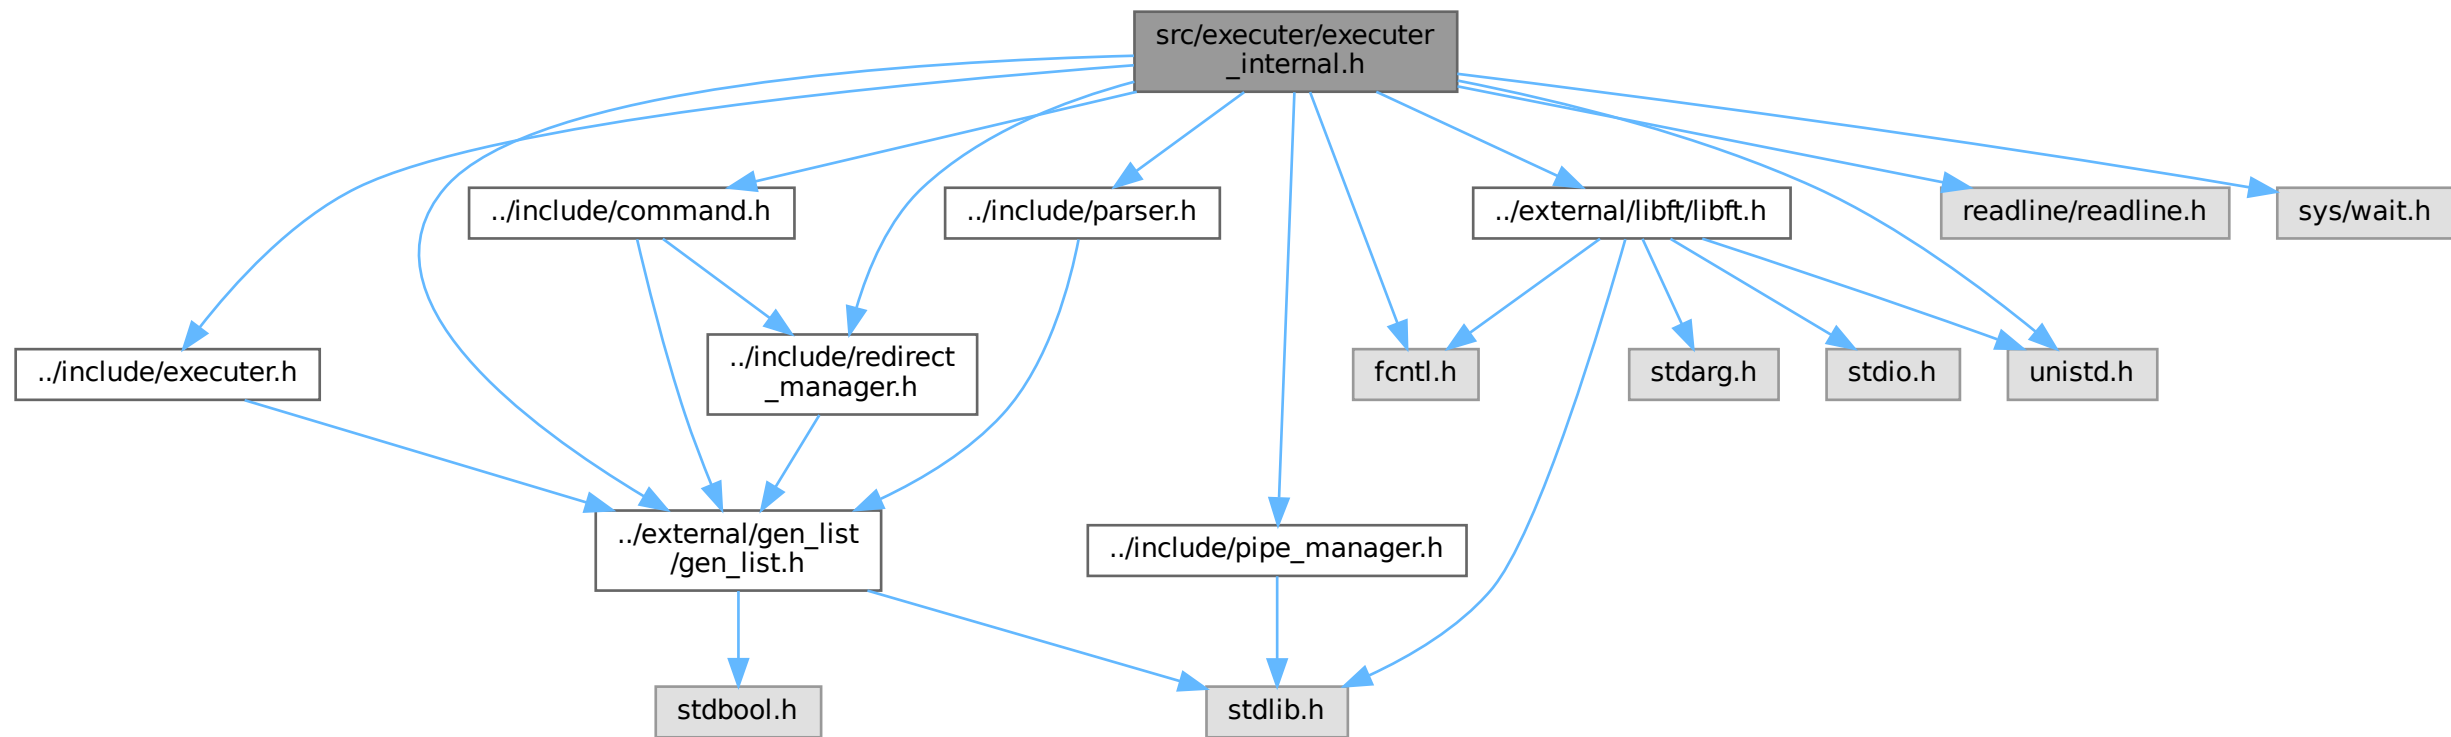 src/executer/executer
_internal.h
../include/command.h
../include/parser.h
../external/libft/libft.h
readline/readline.h
sys/wait.h
../include/executer.h
../include/redirect
_manager.h
fcntl.h
stdarg.h
stdio.h
unistd.h
../external/gen_list
/gen_list.h
../include/pipe_manager.h
stdbool.h
stdlib.h